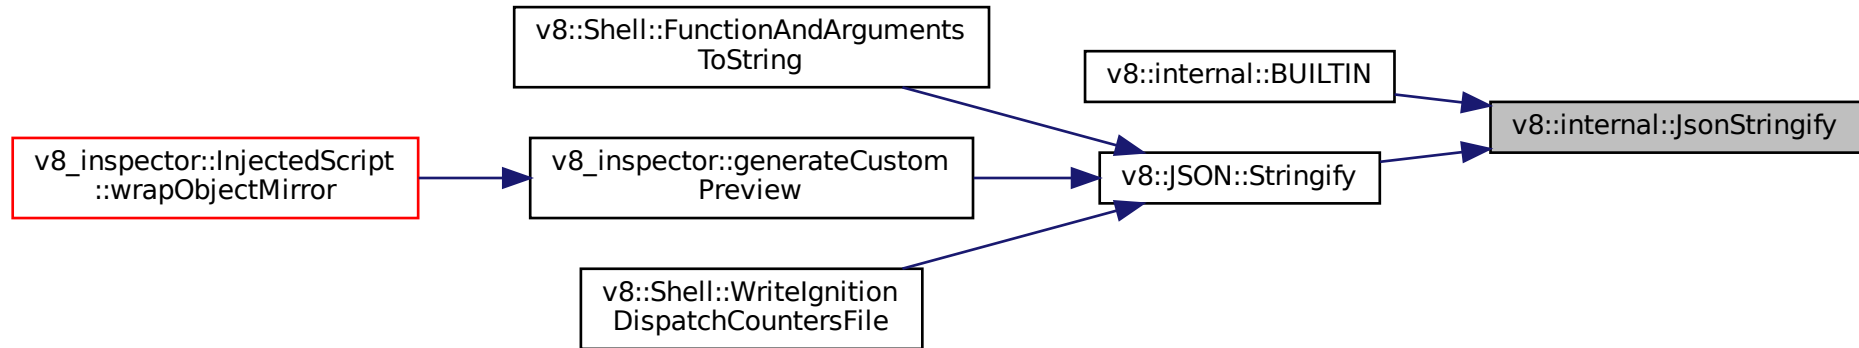 v8::Shell::FunctionAndArguments
ToString
v8::internal::BUILTIN
v8::internal::JsonStringify
v8_inspector::InjectedScript
::wrapObjectMirror
v8_inspector::generateCustom
Preview
v8::JSON::Stringify
v8::Shell::WriteIgnition
DispatchCountersFile